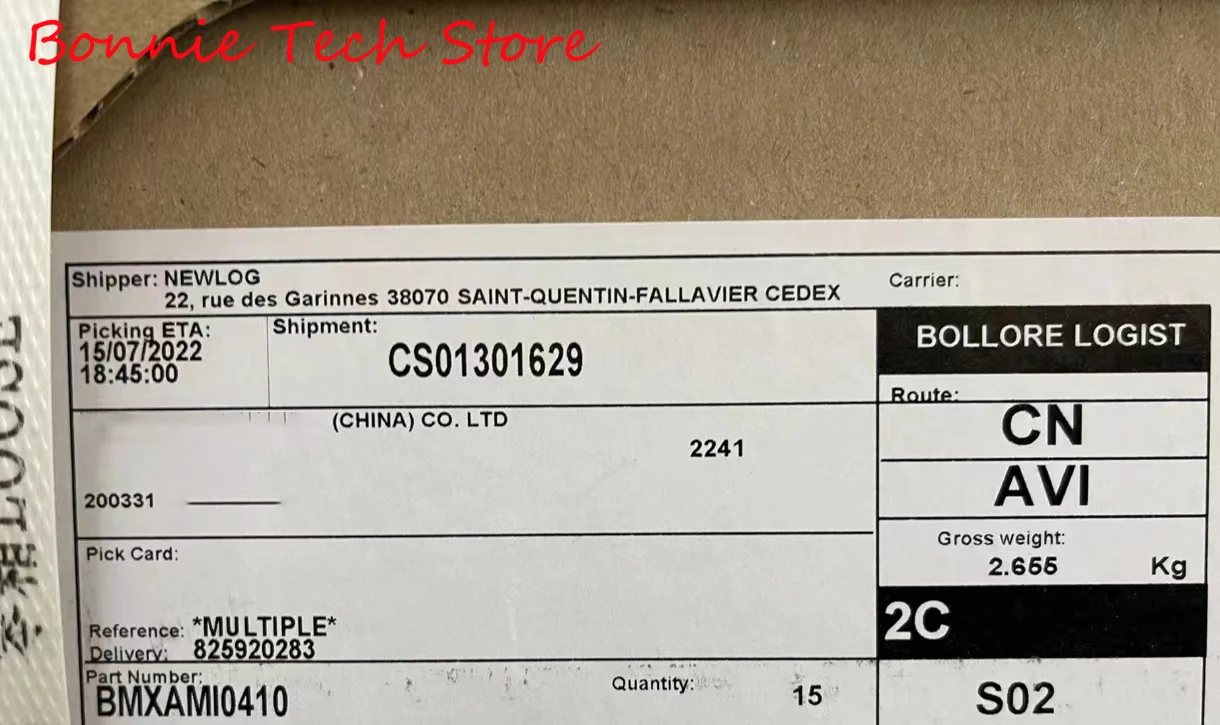 Bonnie Tech Store
Shipper: NEWLOG
22, rue des Garinnes 38070 SAINT-QUENTIN-FALLAVIER CEDEX
Carrier:
BOLLORE LOGIST
Picking ETA:
15/07/2022
18:45:00
Shipment:
CS01301629
Route:
CN
AVI
(CHINA) CO. LTD
2241
200331
Gross weight:
2.655 Kg
Pick Card:
2C
Reference: *MULTIPLE*
Delivery: 825920283
Part Number:
BMXAMI0410
Quantity: 15
S02